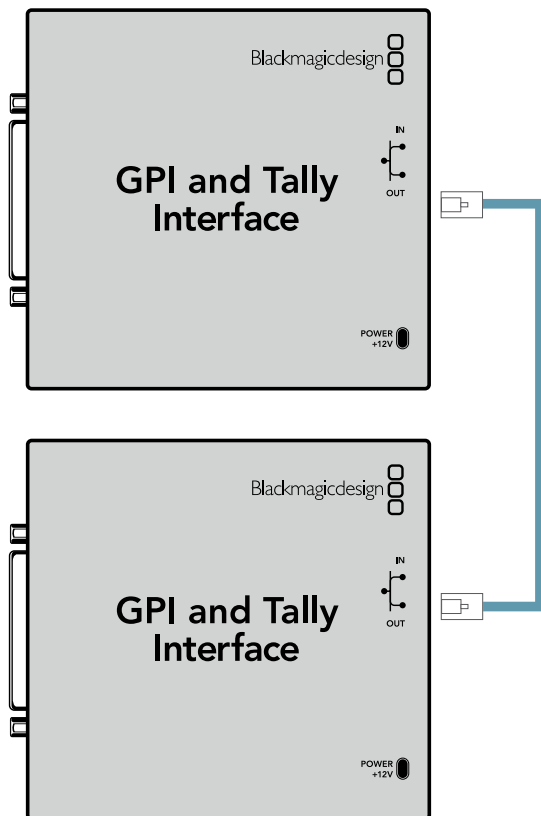 Blackmagicdesign
IN
OUT
GPI and Tally
Interface
POWER
+12V
Blackmagicdesign
IN
OUT
GPI and Tally
Interface
POWER
+12V